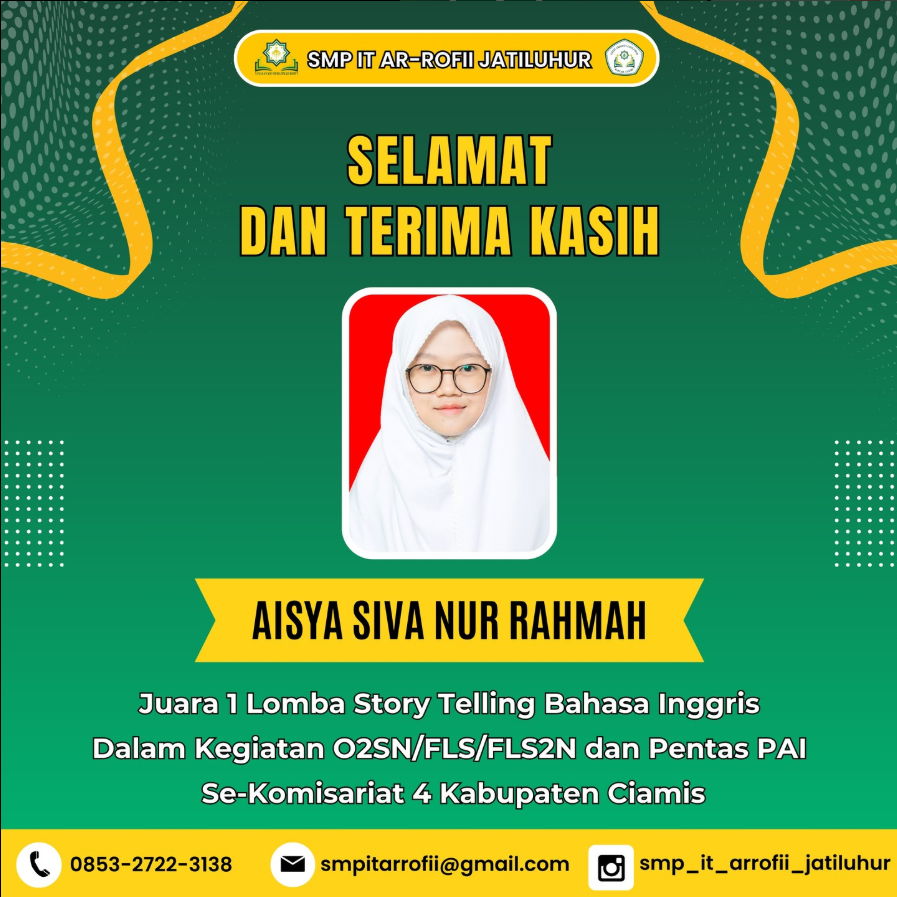 SMP IT AR-ROFII JATILUHUR
SELAMAT
DAN TERIMA KASIH
AISYA SIVA NUR RAHMAH
Juara 1 Lomba Story Telling Bahasa Inggris
Dalam Kegiatan O2SN/FLS/FLS2N dan Pentas PAI
Se-Komisariat 4 Kabupaten Ciamis
0853-2722-3138
smpitarrofii@gmail.com
smp_it_arrofii_jatiluhur